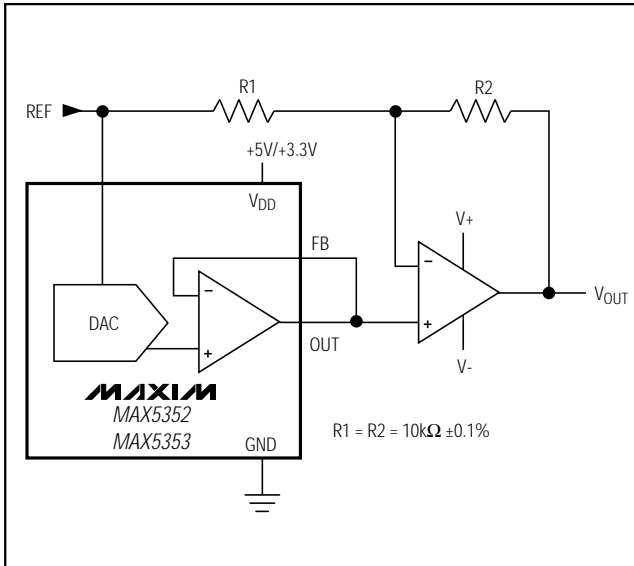 R1
R2
REF
+5V/+3.3V
VDD
FB
V+
DAC
−
+
−
+
VOUT
OUT
V-
MAXIM
MAX5352
MAX5353
GND
R1 = R2 = 10kΩ ±0.1%